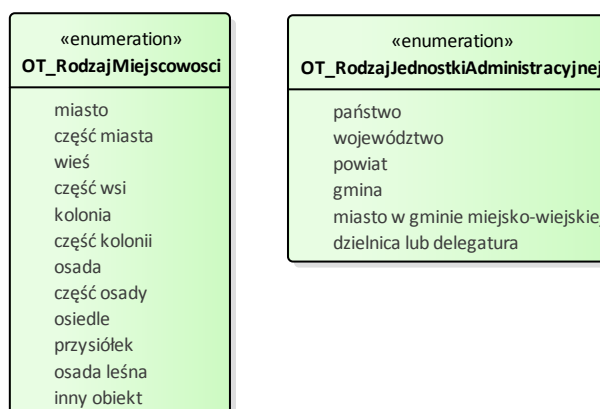 «enumeration»
OT_RodzajMiejscowosci
miasto
część miasta
wieś
część wsi
kolonia
część kolonii
osada
część osady
osiedle
przysiółek
osada leśna
inny obiekt
«enumeration»
OT_RodzajJednostkiAdministracyjnej
państwo
województwo
powiat
gmina
miasto w gminie miejsko-wiejskiej
dzielnica lub delegatura